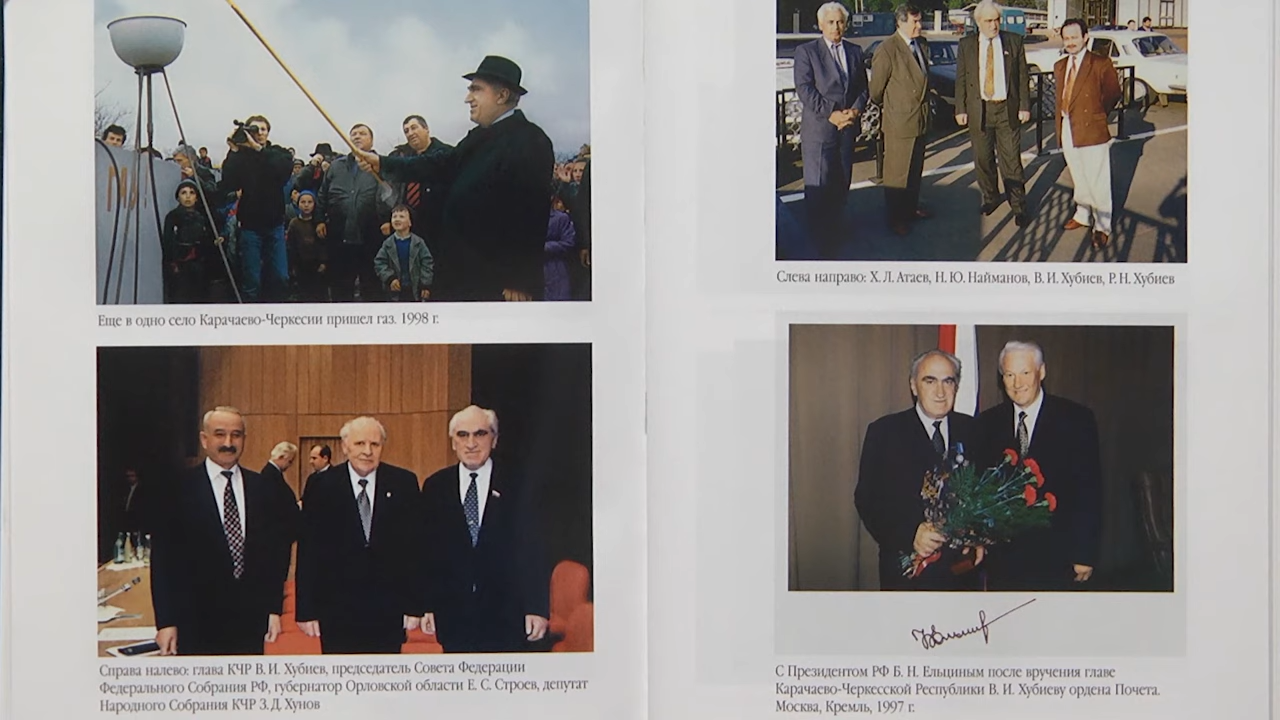 Еще в одно село Карачаево-Черкесии пришел газ. 1998 г.
Справа налево: глава КЧР В. И. Хубиев, председатель Совета Федерации
Федерального Собрания РФ, губернатор Орловской области Е. С. Строев, депутат
Народного Собрания КЧР З. Д. Хунов
Слева направо: Х. Л. Атаев, Н. Ю. Найманов, В. И. Хубиев, Р. Н. Хубиев
С Президентом РФ Б. Н. Ельциным после вручения главе
Карачаево-Черкесской Республики В. И. Хубиеву ордена Почета.
Москва, Кремль, 1997 г.